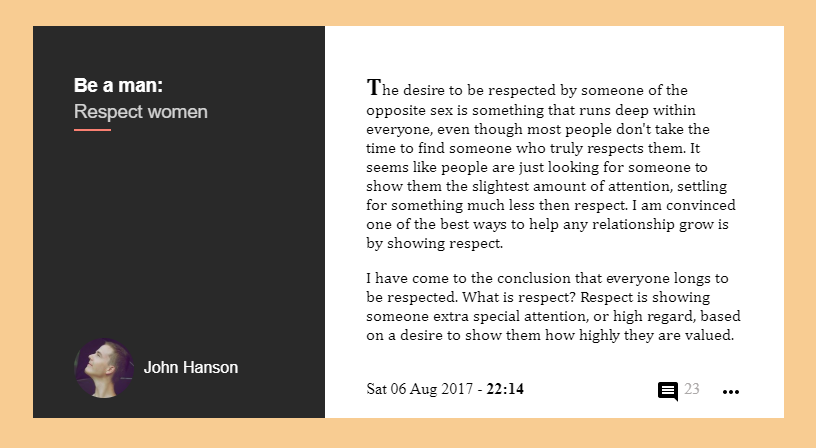 Be a man:
Respect women
John Hanson
The desire to be respected by someone of the
opposite sex is something that runs deep within
everyone, even though most people don't take the
time to find someone who truly respects them. It
seems like people are just looking for someone to
show them the slightest amount of attention, settling
for something much less then respect. I am convinced
one of the best ways to help any relationship grow is
by showing respect.
I have come to the conclusion that everyone longs to
be respected. What is respect? Respect is showing
someone extra special attention, or high regard, based
on a desire to show them how highly they are valued.
Sat 06 Aug 2017 - 22:14
23